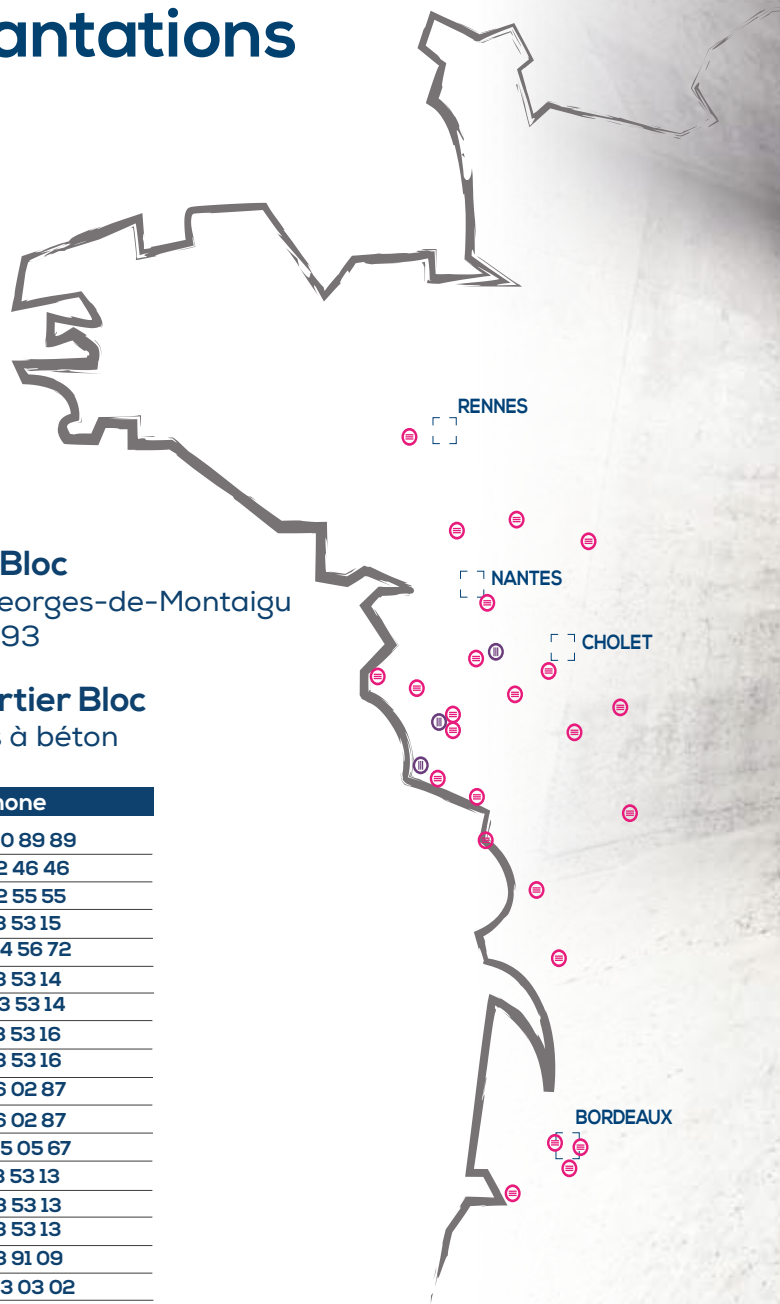 antations
RENNES
Bloc
eorges-de-Montaigu
93
NANTES
CHOLET
rtier Bloc
s à béton
hone
0 89 89
2 46 46
2 55 55
3 53 15
4 56 72
3 53 14
3 53 14
3 53 16
3 53 16
6 02 87
6 02 87
5 05 67
3 53 13
3 53 13
3 53 13
3 91 09
3 03 02
BORDEAUX